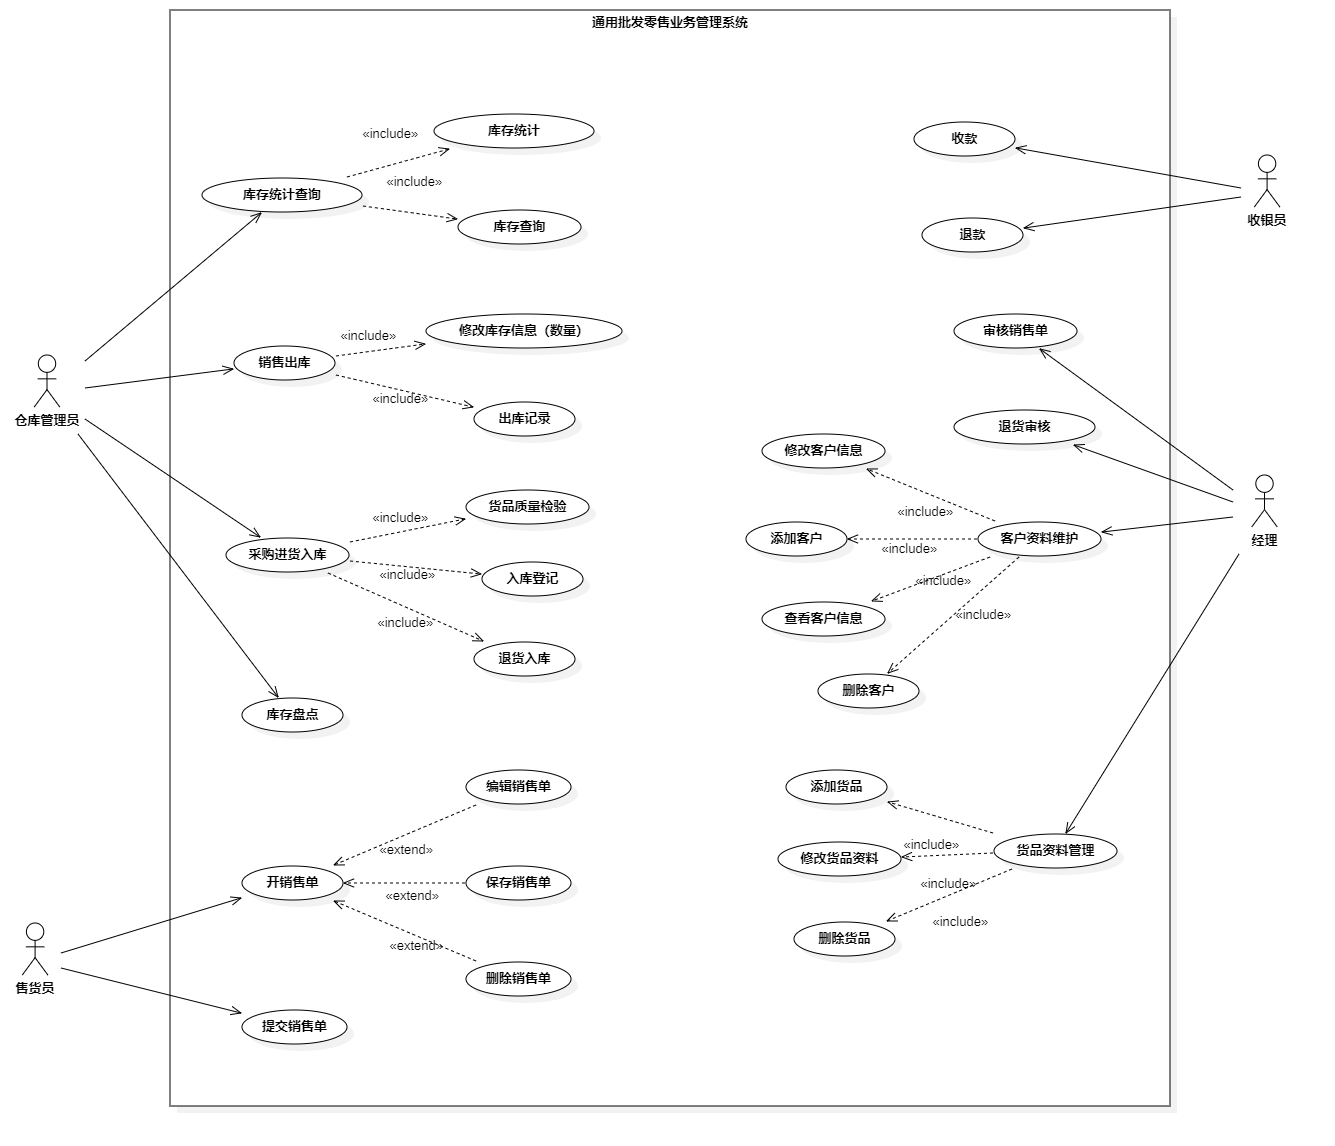 通用批发零售业务管理系统
库存统计
«include»
«include»
库存统计查询
库存查询
收款
退款
收银员
修改库存信息（数量）
«include»
销售出库
«include»
出库记录
仓库管理员
审核销售单
退货审核
修改客户信息
«include»
添加客户
«include»
客户资料维护
«include»
查看客户信息
«include»
删除客户
经理
货品质量检验
«include»
采购进货入库
«include»
入库登记
«include»
退货入库
库存盘点
编辑销售单
«extend»
开销售单
保存销售单
«extend»
«extend»
删除销售单
提交销售单
售货员
添加货品
«include»
修改货品资料
货品资料管理
«include»
«include»
删除货品